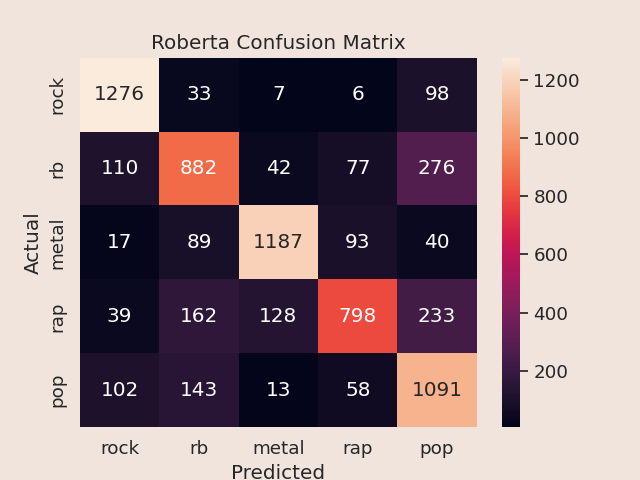 Roberta Confusion Matrix
Actual
rock 1276 33 7 6 98
rb 110 882 42 77 276
metal 17 89 1187 93 40
rap 39 162 128 798 233
pop 102 143 13 58 1091
rock rb metal rap pop
Predicted
1200
1000
800
600
400
200